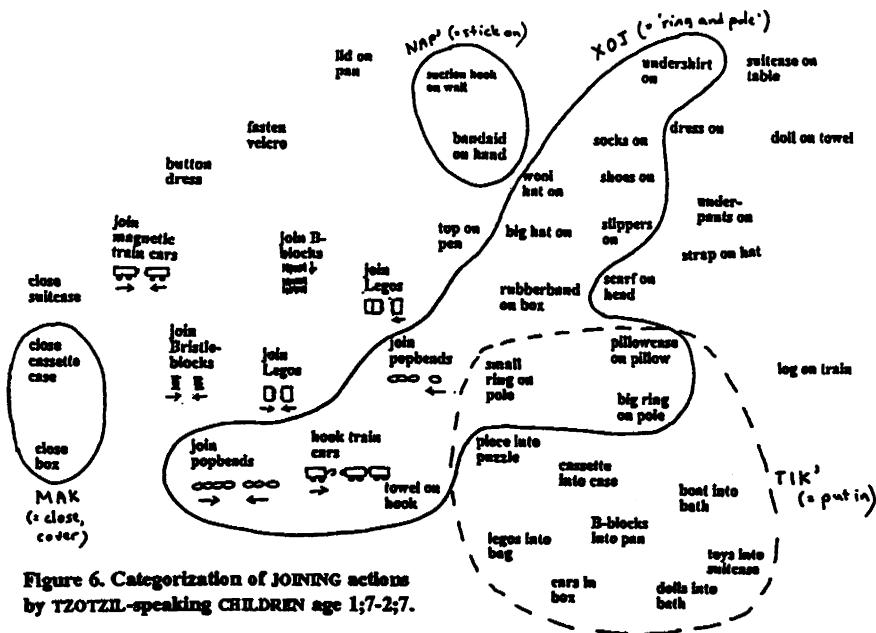 NAP' (=stick on)
XOJ (= 'ring and pole')
lid on
pan
suction hook
on wall
undershirt
on
suitcase on
table
fasten
velcro
bandaid
on hand
socks on
dress on
doll on towel
button
dress
wool
hat on
shoes on
under-
pants on
join
magnetic
train cars
join B-
blocks
top on
pen
big hat on
slippers
on
strap on hat
close
suitcase
join
Legos
rubberband
on box
scarf on
head
close
cassette
case
join
Bristle-
blocks
join
Legos
join
popbeads
small
ring on
pole
pillowcase
on pillow
log on train
big ring
on pole
close
box
join
popbeads
hook train
cars
towel on
hook
piece into
puzzle
cassette
into case
boat into
bath
TIK'
(= put in)
MAK
(= close,
cover)
legos into
bag
B-blocks
into pan
toys into
suitcase
cars in
box
dolls into
bath
Figure 6. Categorization of JOINING actions
by TZOTZIL-speaking CHILDREN age 1;7-2;7.